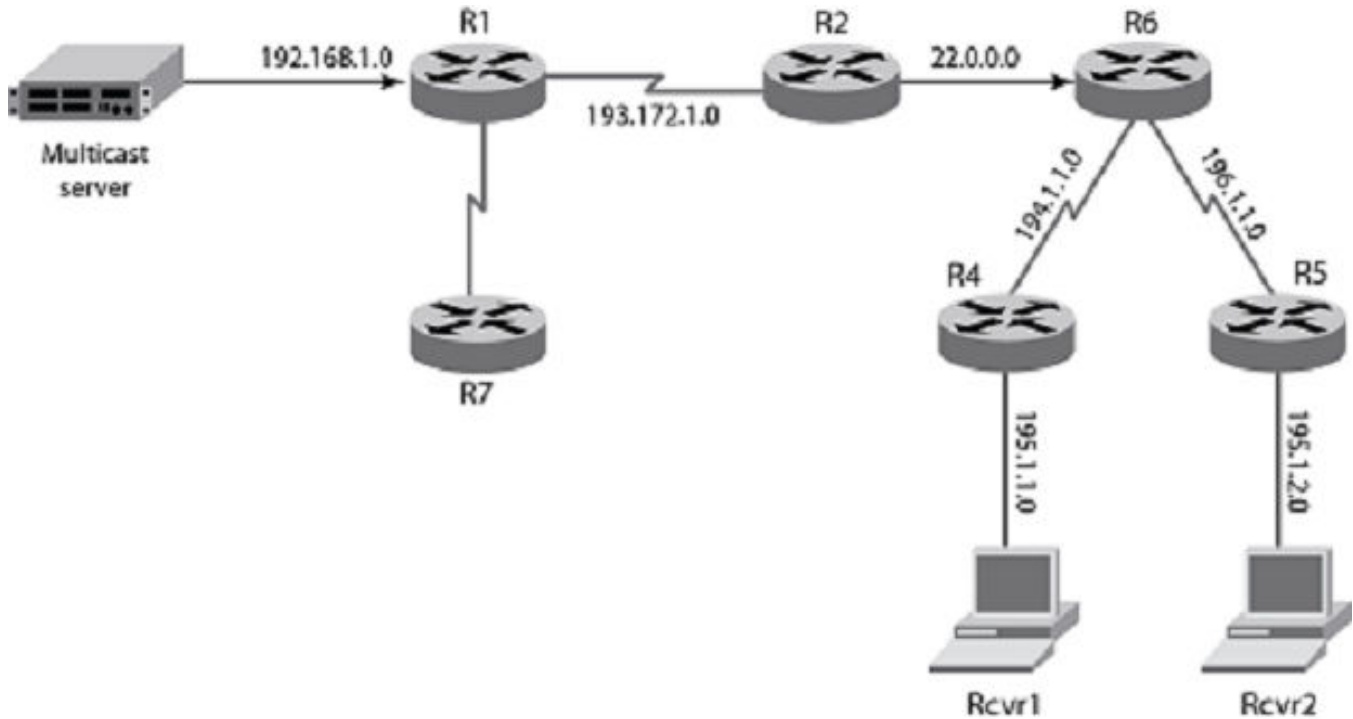 R1
R2
R6
192.168.1.0
22.0.0.0
193.172.1.0
Multicast
server
194.1.1.0
196.1.1.0
R4
R5
R7
195.1.1.0
195.1.2.0
Rcvr1
Rcvr2